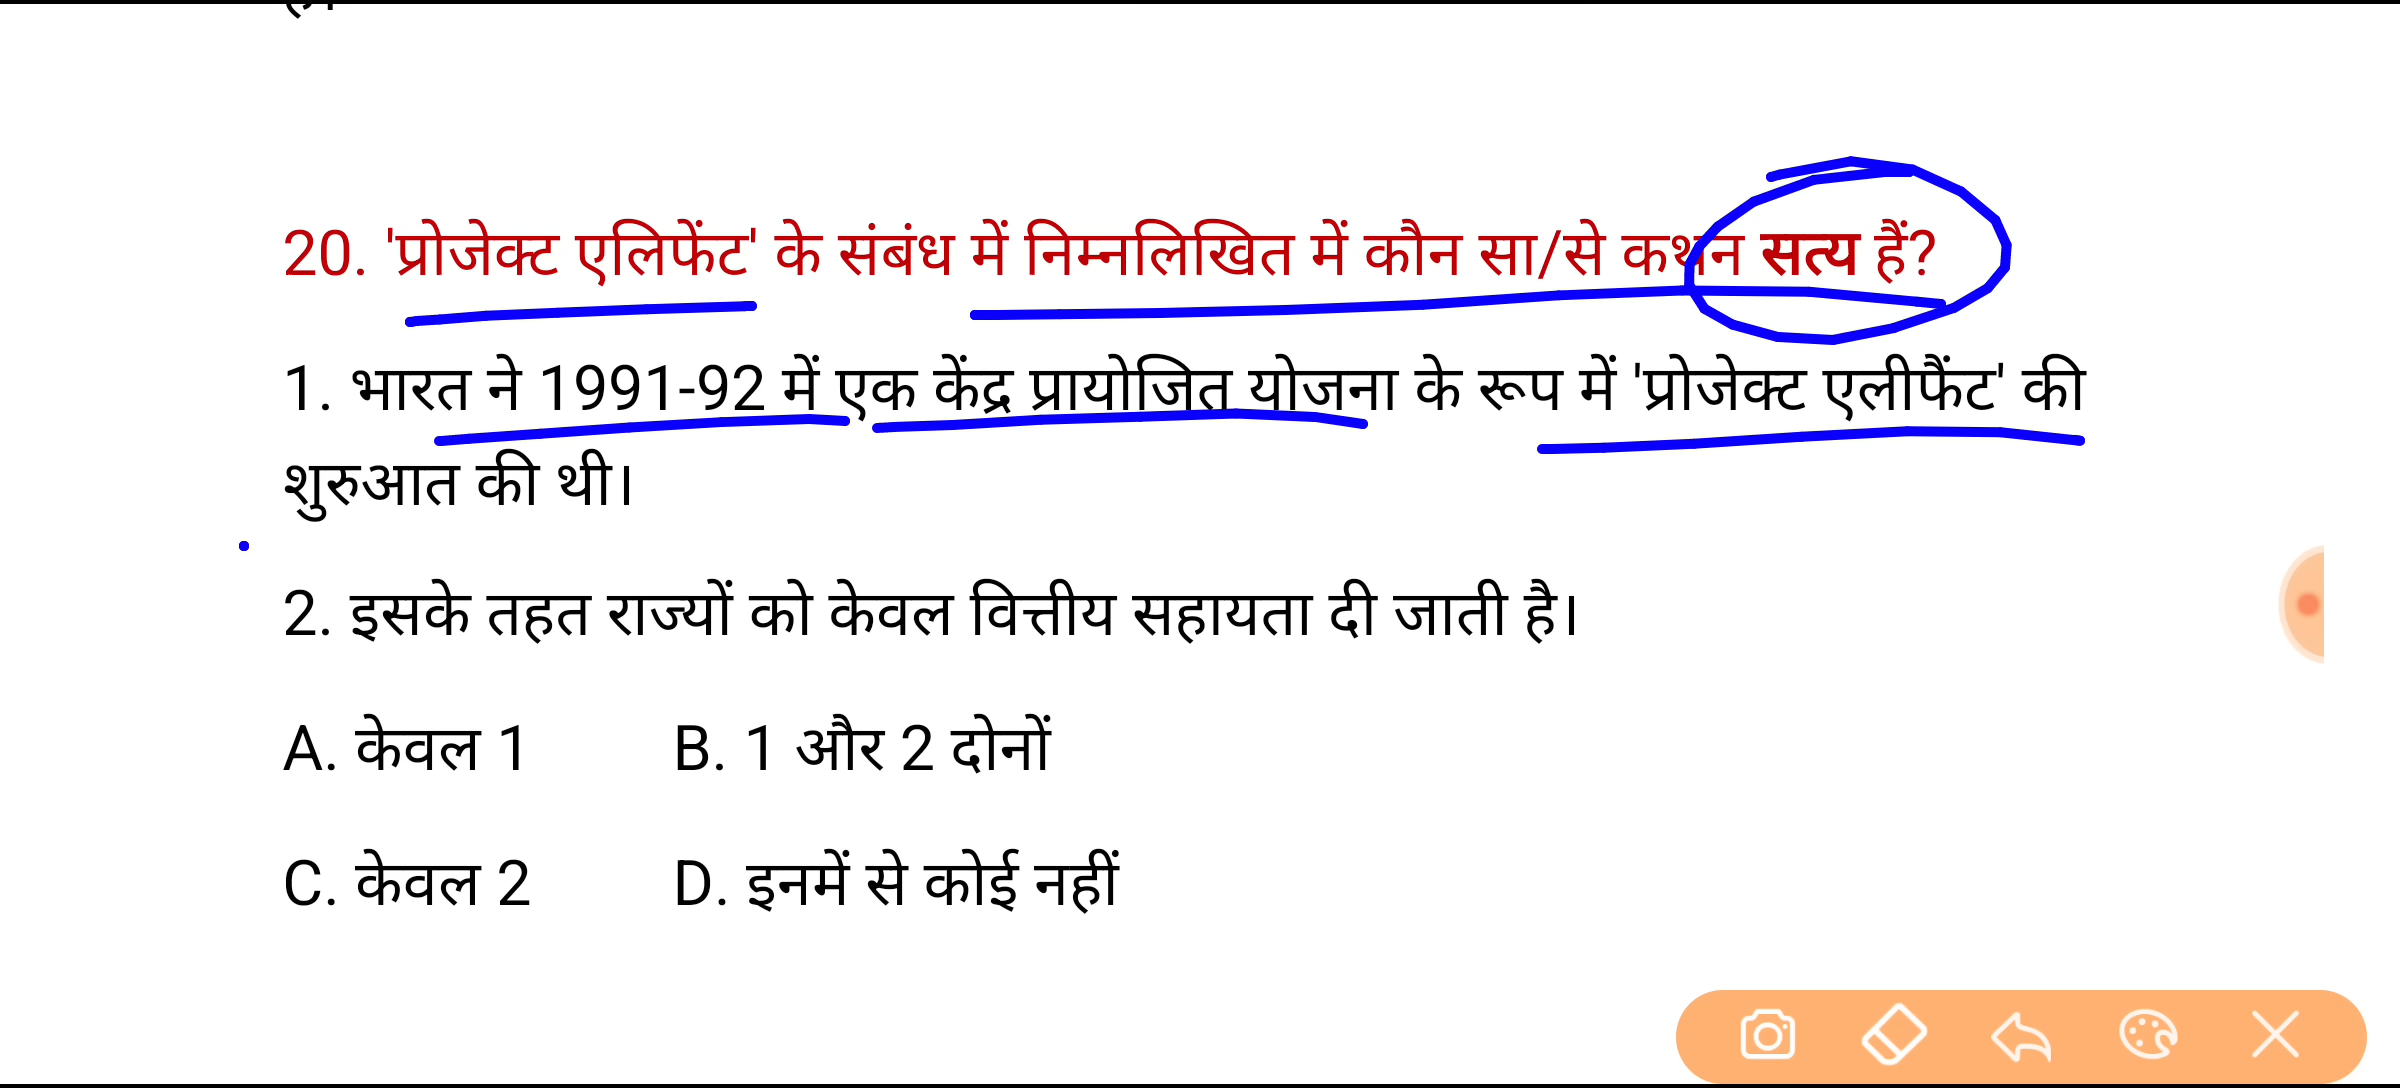 20. 'प्रोजेक्ट एलिफेंट' के संबंध में निम्नलिखित में कौन सा/से कथन सत्य हैं?
1. भारत ने 1991-92 में एक केंद्र प्रायोजित योजना के रूप में 'प्रोजेक्ट एलीफैंट' की
शुरुआत की थी।
2. इसके तहत राज्यों को केवल वित्तीय सहायता दी जाती है।
A. केवल 1 B. 1 और 2 दोनों
C. केवल 2 D. इनमें से कोई नहीं